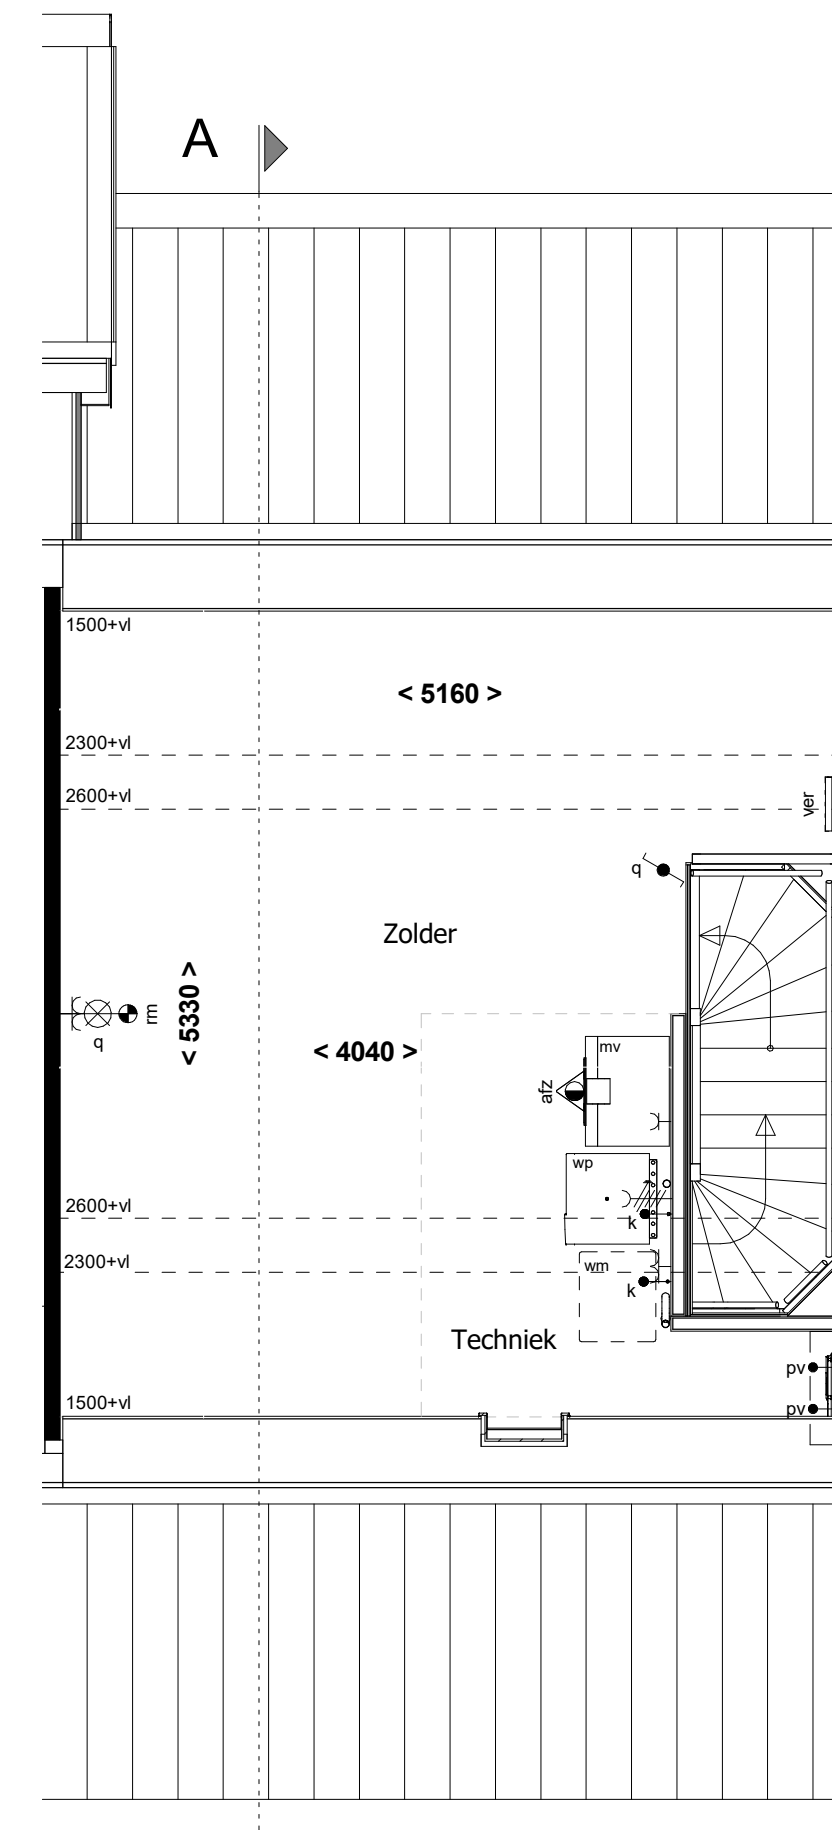 A
1500+vl
< 5160 >
2300+vl
2600+vl
ver
q
Zolder
< 5330 >
rm
q
< 4040 >
mv
afz
wp
k
2600+vl
2300+vl
wm
k
Techniek
pv
1500+vl
pv